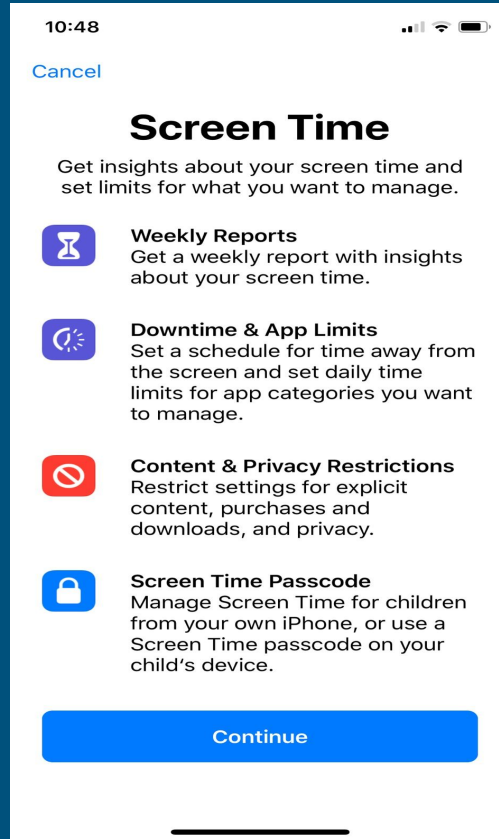 10:48
Cancel
Screen Time
Get insights about your screen time and
set limits for what you want to manage.
Weekly Reports
Get a weekly report with insights
about your screen time.
Downtime & App Limits
Set a schedule for time away from
the screen and set daily time
limits for app categories you want
to manage.
Content & Privacy Restrictions
Restrict settings for explicit
content, purchases and
downloads, and privacy.
Screen Time Passcode
Manage Screen Time for children
from your own iPhone, or use a
Screen Time passcode on your
child’s device.
Continue